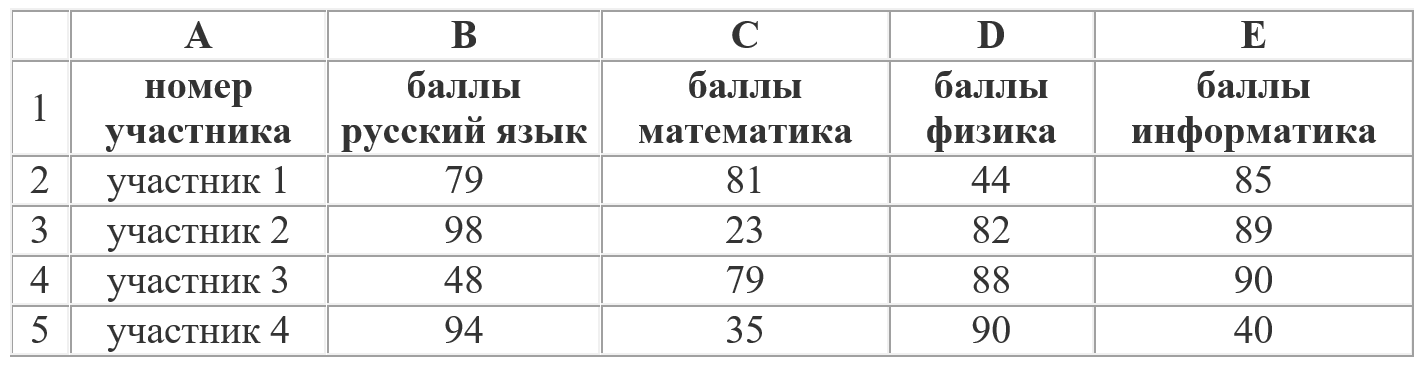 A B C D E
1 номер участника баллы русский язык баллы математика баллы физика баллы информатика
2 участник 1 79 81 44 85
3 участник 2 98 23 82 89
4 участник 3 48 79 88 90
5 участник 4 94 35 90 40